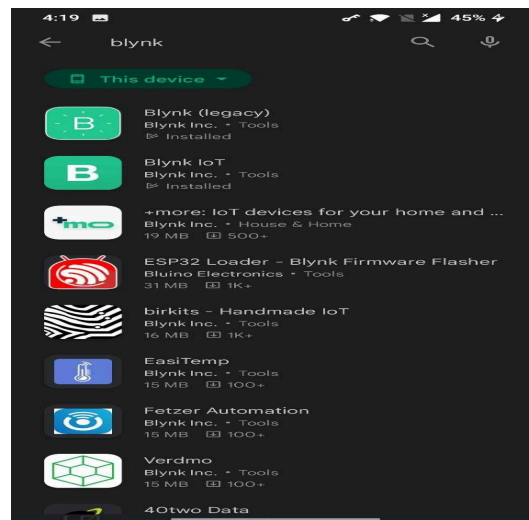 4:19 45%
blynk
This device
Blynk (legacy)
Blynk Inc. • Tools
Installed
B
Blynk IoT
Blynk Inc. • Tools
Installed
B
+more: IoT devices for your home and ...
Blynk Inc. • House & Home
19 MB 500+
+mo
ESP32 Loader - Blynk Firmware Flasher
Bluino Electronics • Tools
31 MB 1K+
birkits - Handmade IoT
Blynk Inc. • Tools
16 MB 1K+
EasiTemp
Blynk Inc. • Tools
15 MB 100+
Fetzer Automation
Blynk Inc. • Tools
15 MB 100+
Verdmo
Blynk Inc. • Tools
15 MB 100+
40two Data